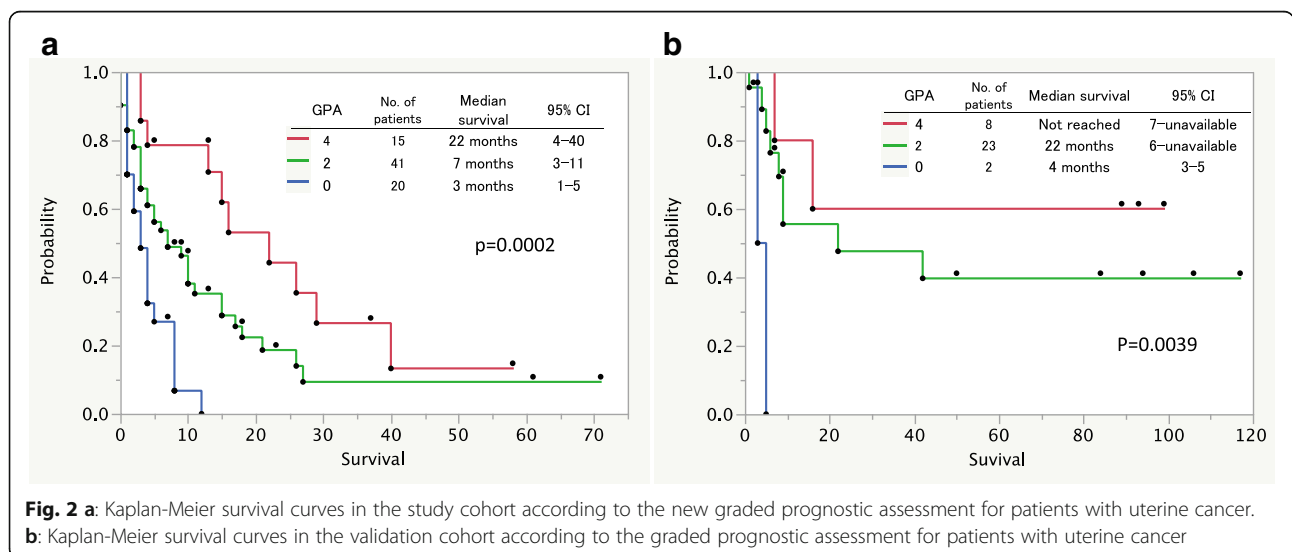 a
1.0
0.8
0.6
0.4
0.2
0.0
Probability
GPA No. of patients Median survival 95% CI
4 15 22 months 4–40
2 41 7 months 3–11
0 20 3 months 1–5
p=0.0002
0 10 20 30 40 50 60 70
Survival
b
1.0
0.8
0.6
0.4
0.2
0.0
Probability
GPA No. of patients Median survival 95% CI
4 8 Not reached 7–unavailable
2 23 22 months 6–unavailable
0 2 4 months 3–5
P=0.0039
0 20 40 60 80 100 120
Suvival
Fig. 2 a: Kaplan-Meier survival curves in the study cohort according to the new graded prognostic assessment for patients with uterine cancer.
b: Kaplan-Meier survival curves in the validation cohort according to the graded prognostic assessment for patients with uterine cancer